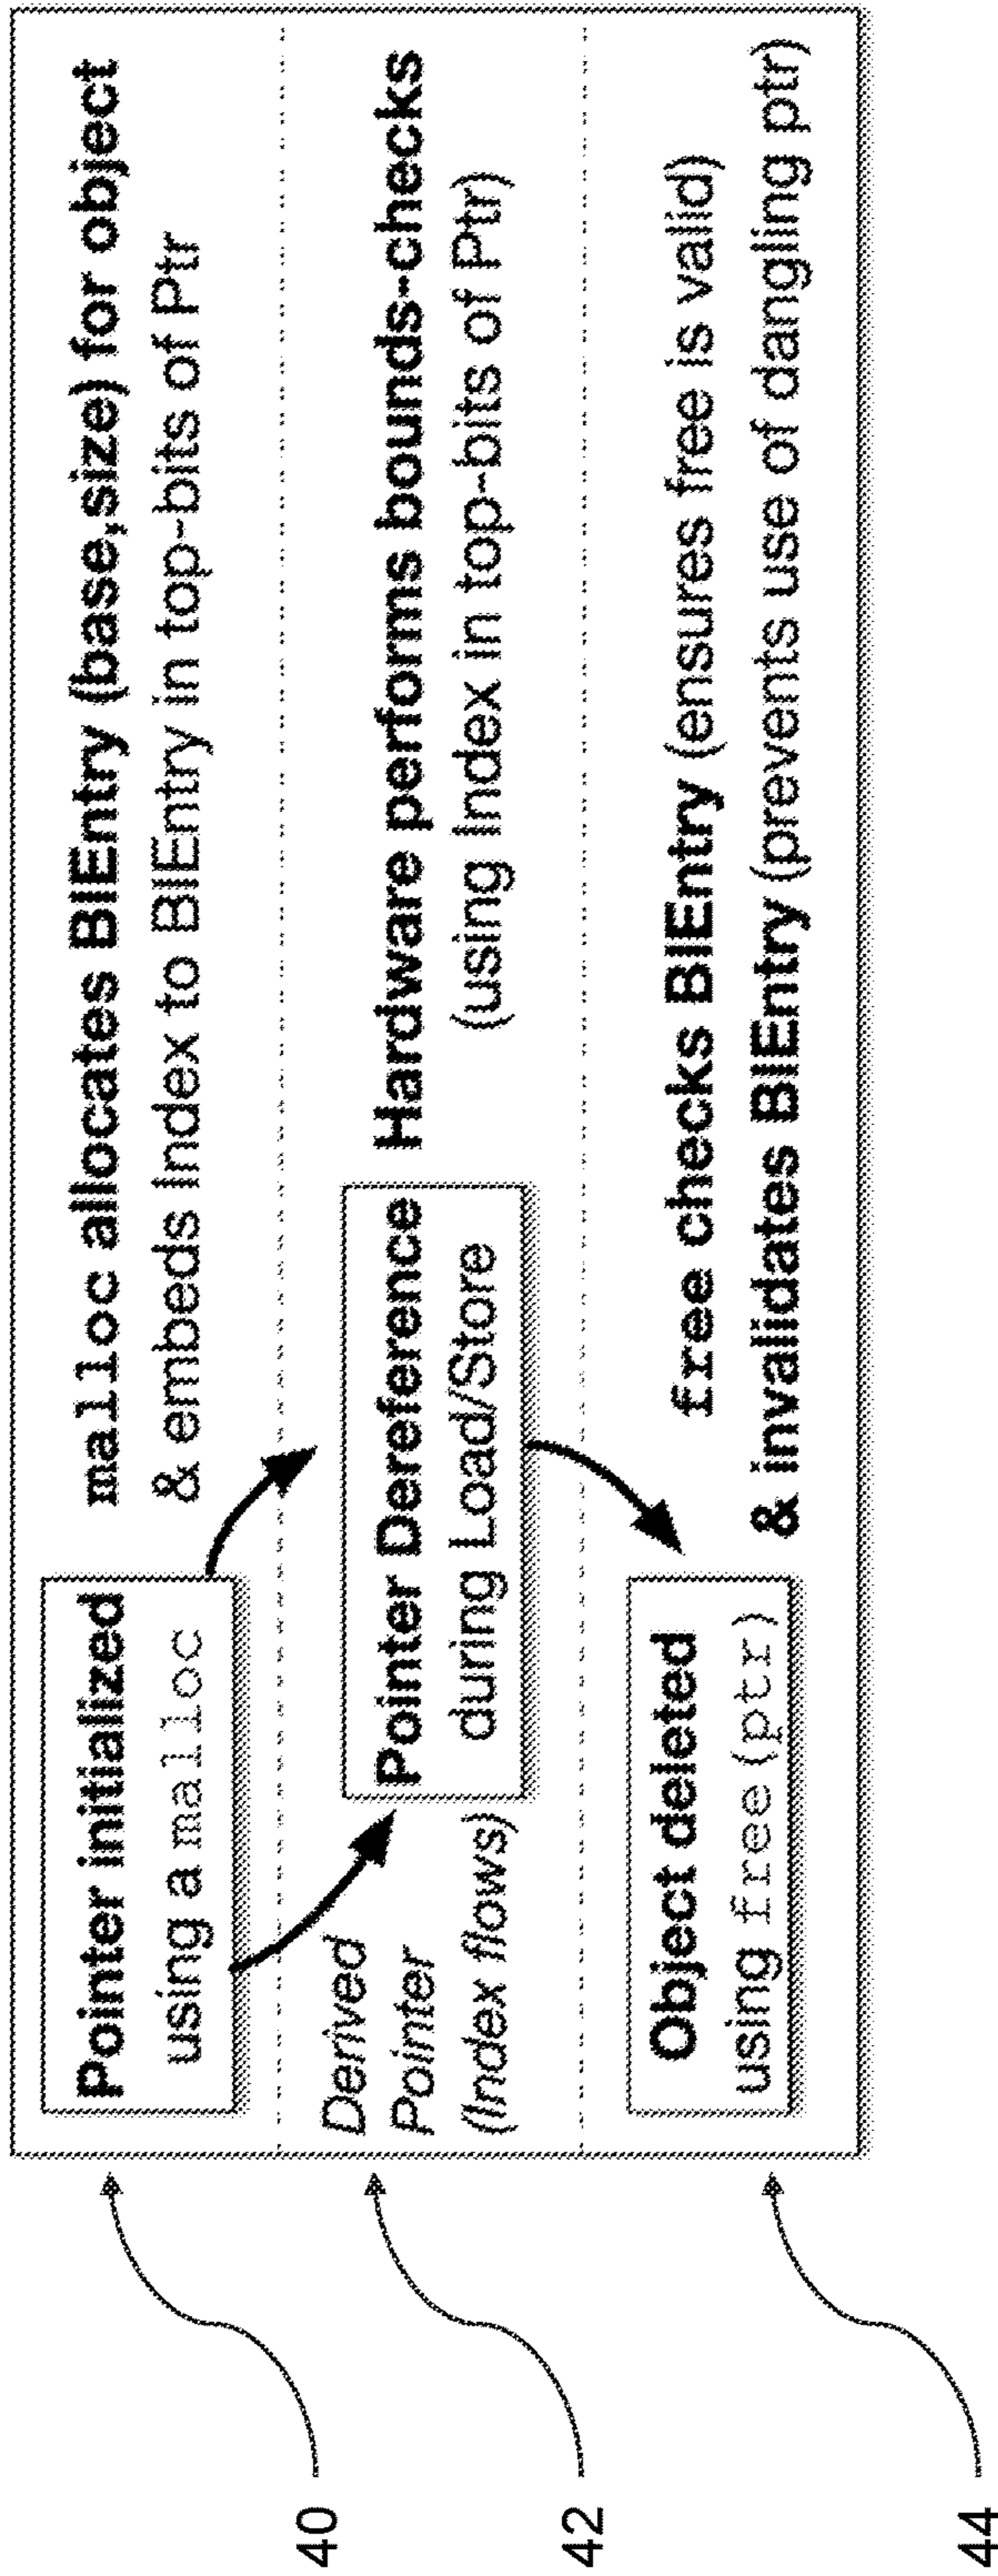 40
Pointer initialized
using a malloc
malloc allocates BIEntry (base,size) for object
& embeds Index to BIEntry in top-bits of Ptr
42
Derived
Pointer
(Index flows)
Pointer Dereference
during Load/Store
Hardware performs bounds-checks
(using Index in top-bits of Ptr)
44
Object deleted
using free(ptr)
free checks BIEntry (ensures free is valid)
& invalidates BIEntry (prevents use of dangling ptr)